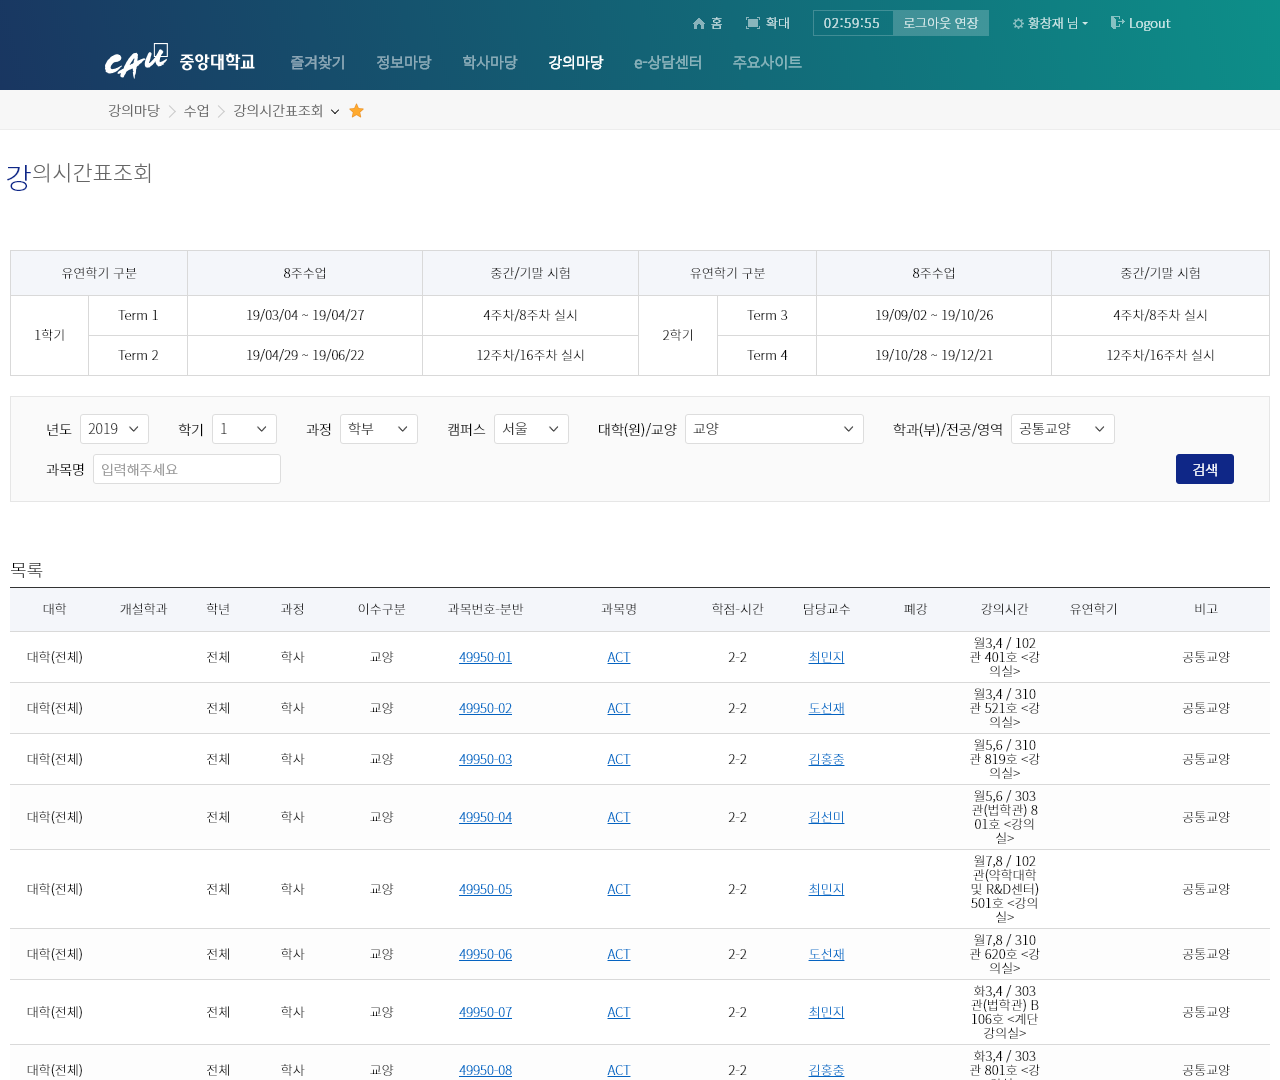 홈 확대 02:59:55 로그아웃 연장 황창재 님 Logout
CAU 중앙대학교 즐겨찾기 정보마당 학사마당 강의마당 e-상담센터 주요사이트
강의마당 수업 강의시간표조회
강의시간표조회
유연학기 구분 8주수업 중간/기말 시험 유연학기 구분 8주수업 중간/기말 시험
1학기 Term 1 19/03/04 ~ 19/04/27 4주차/8주차 실시 2학기 Term 3 19/09/02 ~ 19/10/26 4주차/8주차 실시
Term 2 19/04/29 ~ 19/06/22 12주차/16주차 실시 Term 4 19/10/28 ~ 19/12/21 12주차/16주차 실시
년도 2019 학기 1 과정 학부 캠퍼스 서울 대학(원)/교양 교양 학과(부)/전공/영역 공통교양
과목명 입력해주세요 검색
목록
대학 개설학과 학년 과정 이수구분 과목번호-분반 과목명 학점-시간 담당교수 폐강 강의시간 유연학기 비고
대학(전체) 전체 학사 교양 49950-01 ACT 2-2 최민지 월3,4 / 102
관 401호 <강
의실> 공통교양
대학(전체) 전체 학사 교양 49950-02 ACT 2-2 도선재 월3,4 / 310
관 521호 <강
의실> 공통교양
대학(전체) 전체 학사 교양 49950-03 ACT 2-2 김홍중 월5,6 / 310
관 819호 <강
의실> 공통교양
대학(전체) 전체 학사 교양 49950-04 ACT 2-2 김선미 월5,6 / 303
관(법학관) 8
01호 <강의
실> 공통교양
대학(전체) 전체 학사 교양 49950-05 ACT 2-2 최민지 월7,8 / 102
관(약학대학
및 R&D센터)
501호 <강의
실> 공통교양
대학(전체) 전체 학사 교양 49950-06 ACT 2-2 도선재 월7,8 / 310
관 620호 <강
의실> 공통교양
대학(전체) 전체 학사 교양 49950-07 ACT 2-2 최민지 화3,4 / 303
관(법학관) B
106호 <계단
강의실> 공통교양
대학(전체) 전체 학사 교양 49950-08 ACT 2-2 김홍중 화3,4 / 303
관 801호 <강 공통교양